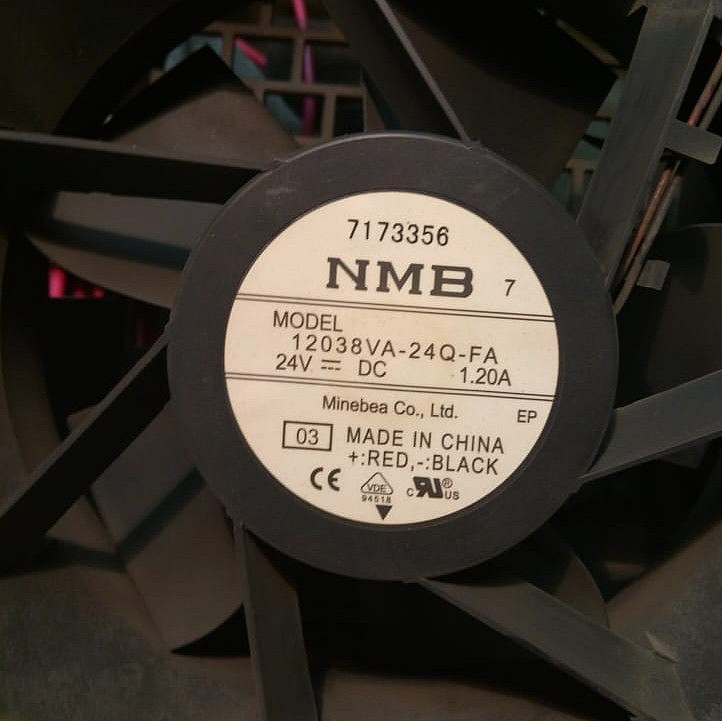 7173356
NMB 7
MODEL
12038VA-24Q-FA
24V ⎓ DC 1.20A
Minebea Co., Ltd. EP
03 MADE IN CHINA
+:RED,-:BLACK
CE VDE 94518 c RU ® US